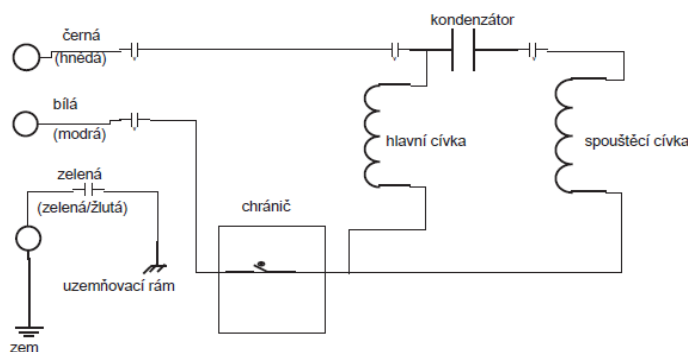 kondenzátor
černá
(hnědá)
bílá
(modrá)
hlavní cívka
spouštěcí cívka
zelená
(zelená/žlutá)
chránič
uzemňovací rám
zem